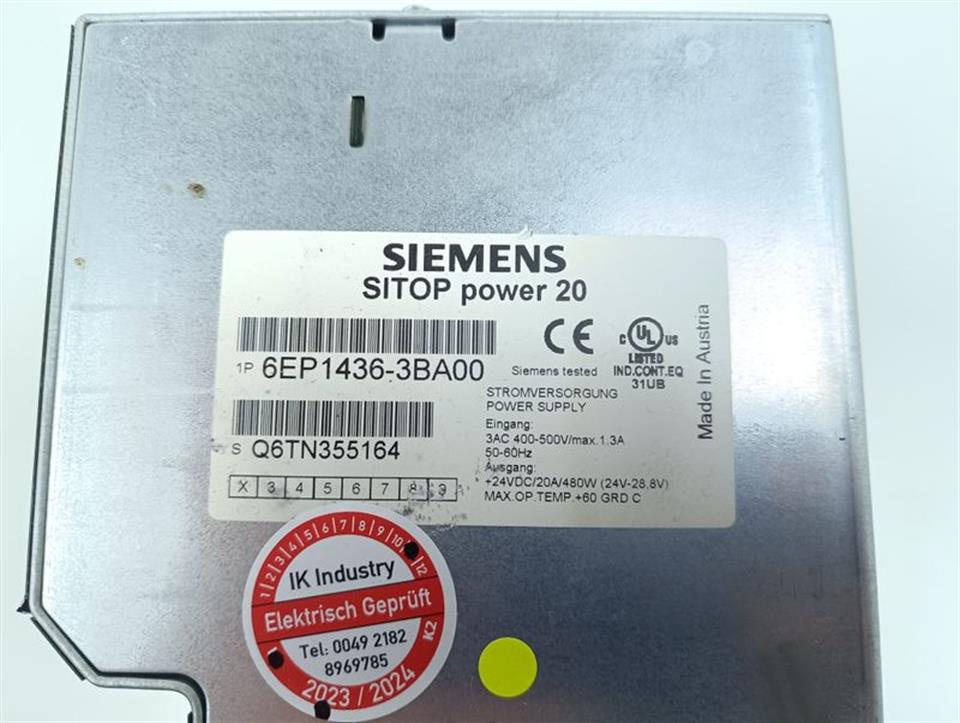 SIEMENS
SITOP power 20
1P 6EP1436-3BA00
S Q6TN355164
X 3 4 5 6 7 8 9
CE
Siemens tested
C UL US
LISTED
IND.CONT.EQ
31UB
STROMVERSORGUNG
POWER SUPPLY
Eingang:
3AC 400-500V/max.1.3A
50-60Hz
Ausgang:
+24VDC/20A/480W (24V-28,8V)
MAX.OP.TEMP.+60 GRD C
Made In Austria
1|2|3|4|5|6|7|8|9|10 12
IK Industry
Elektrisch Geprüft
Tel: 0049 2182
8969785
K2
2023 / 2024